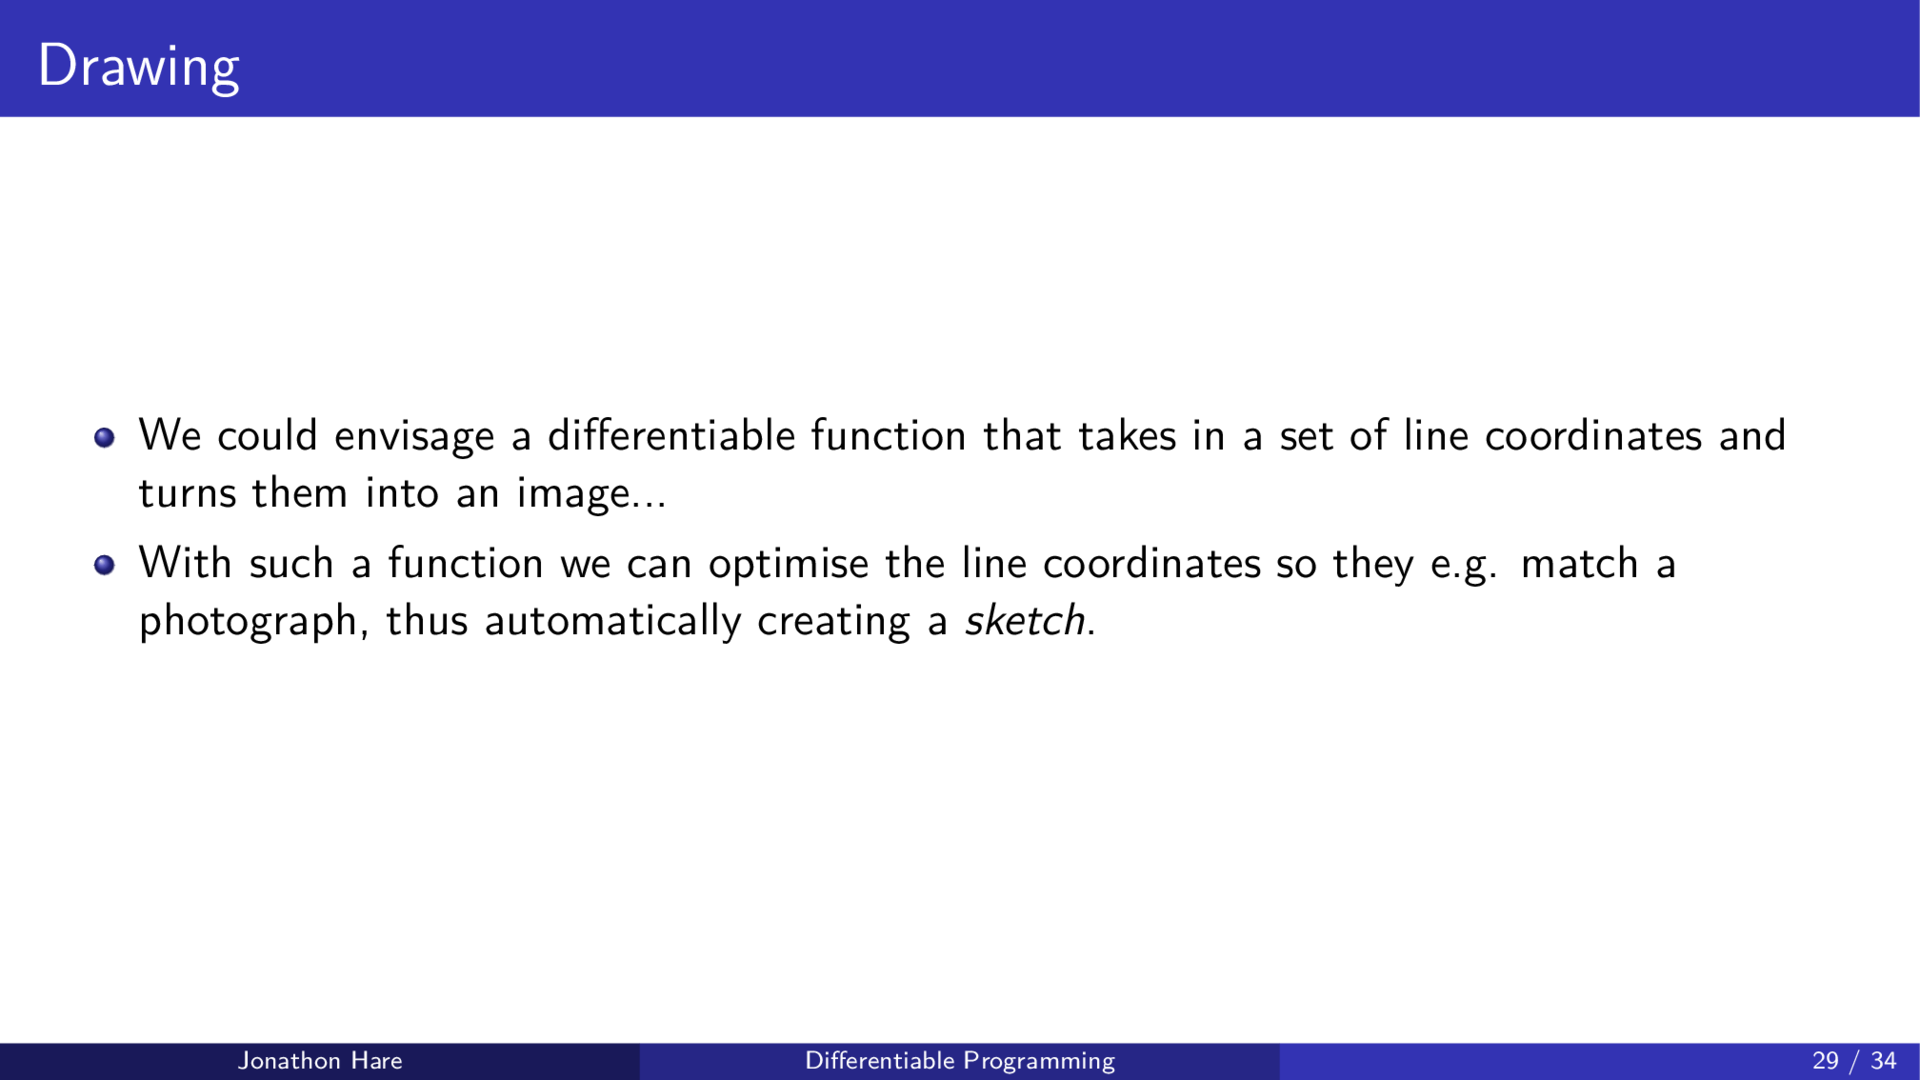 Drawing
We could envisage a differentiable function that takes in a set of line coordinates and
turns them into an image...
With such a function we can optimise the line coordinates so they e.g. match a
photograph, thus automatically creating a sketch.
Jonathon Hare
Differentiable Programming
29 / 34